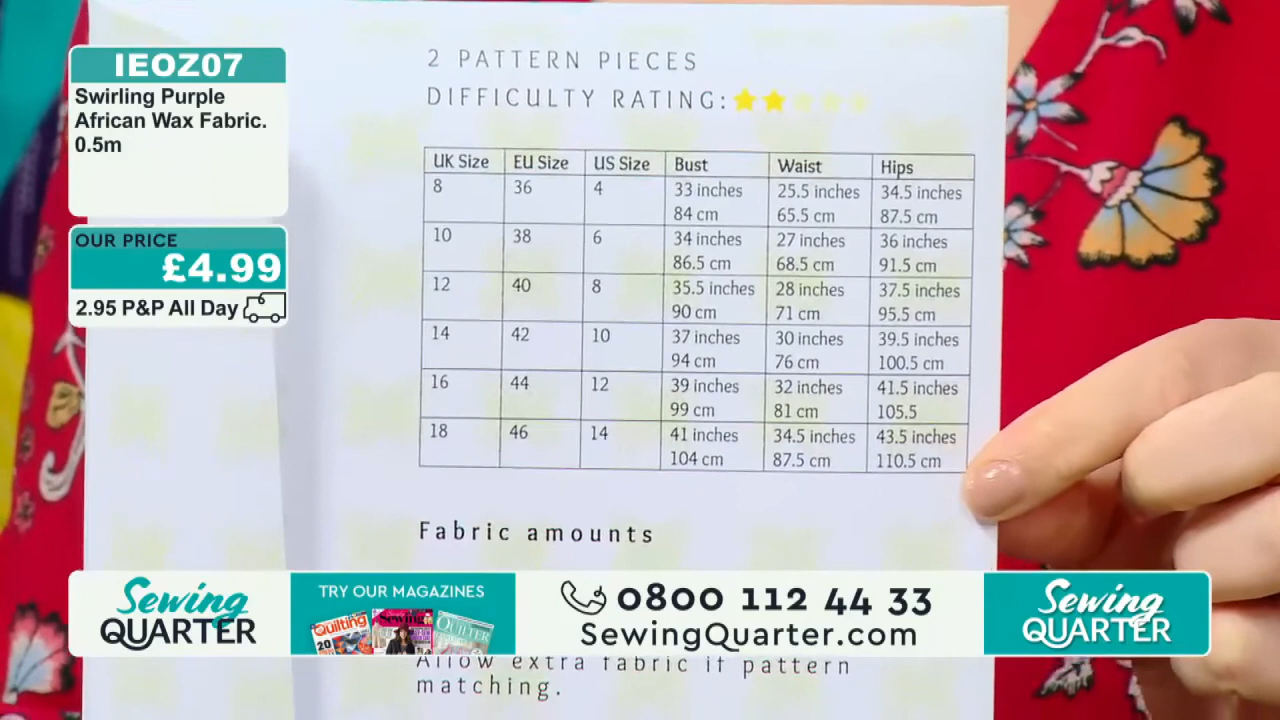 IEOZ07
Swirling Purple
African Wax Fabric.
0.5m
OUR PRICE
£4.99
2.95 P&P All Day
2 PATTERN PIECES
DIFFICULTY RATING:
UK Size EU Size US Size Bust Waist Hips
8 36 4 33 inches 25.5 inches 34.5 inches
84 cm 65.5 cm 87.5 cm
10 38 6 34 inches 27 inches 36 inches
86.5 cm 68.5 cm 91.5 cm
12 40 8 35.5 inches 28 inches 37.5 inches
90 cm 71 cm 95.5 cm
14 42 10 37 inches 30 inches 39.5 inches
94 cm 76 cm 100.5 cm
16 44 12 39 inches 32 inches 41.5 inches
99 cm 81 cm 105.5
18 46 14 41 inches 34.5 inches 43.5 inches
104 cm 87.5 cm 110.5 cm
Fabric amounts
Sewing
QUARTER
TRY OUR MAGAZINES
Quilting
20
Sewing
QUILTER
0800 112 44 33
SewingQuarter.com
Sewing
QUARTER
Allow extra fabric if pattern
matching.